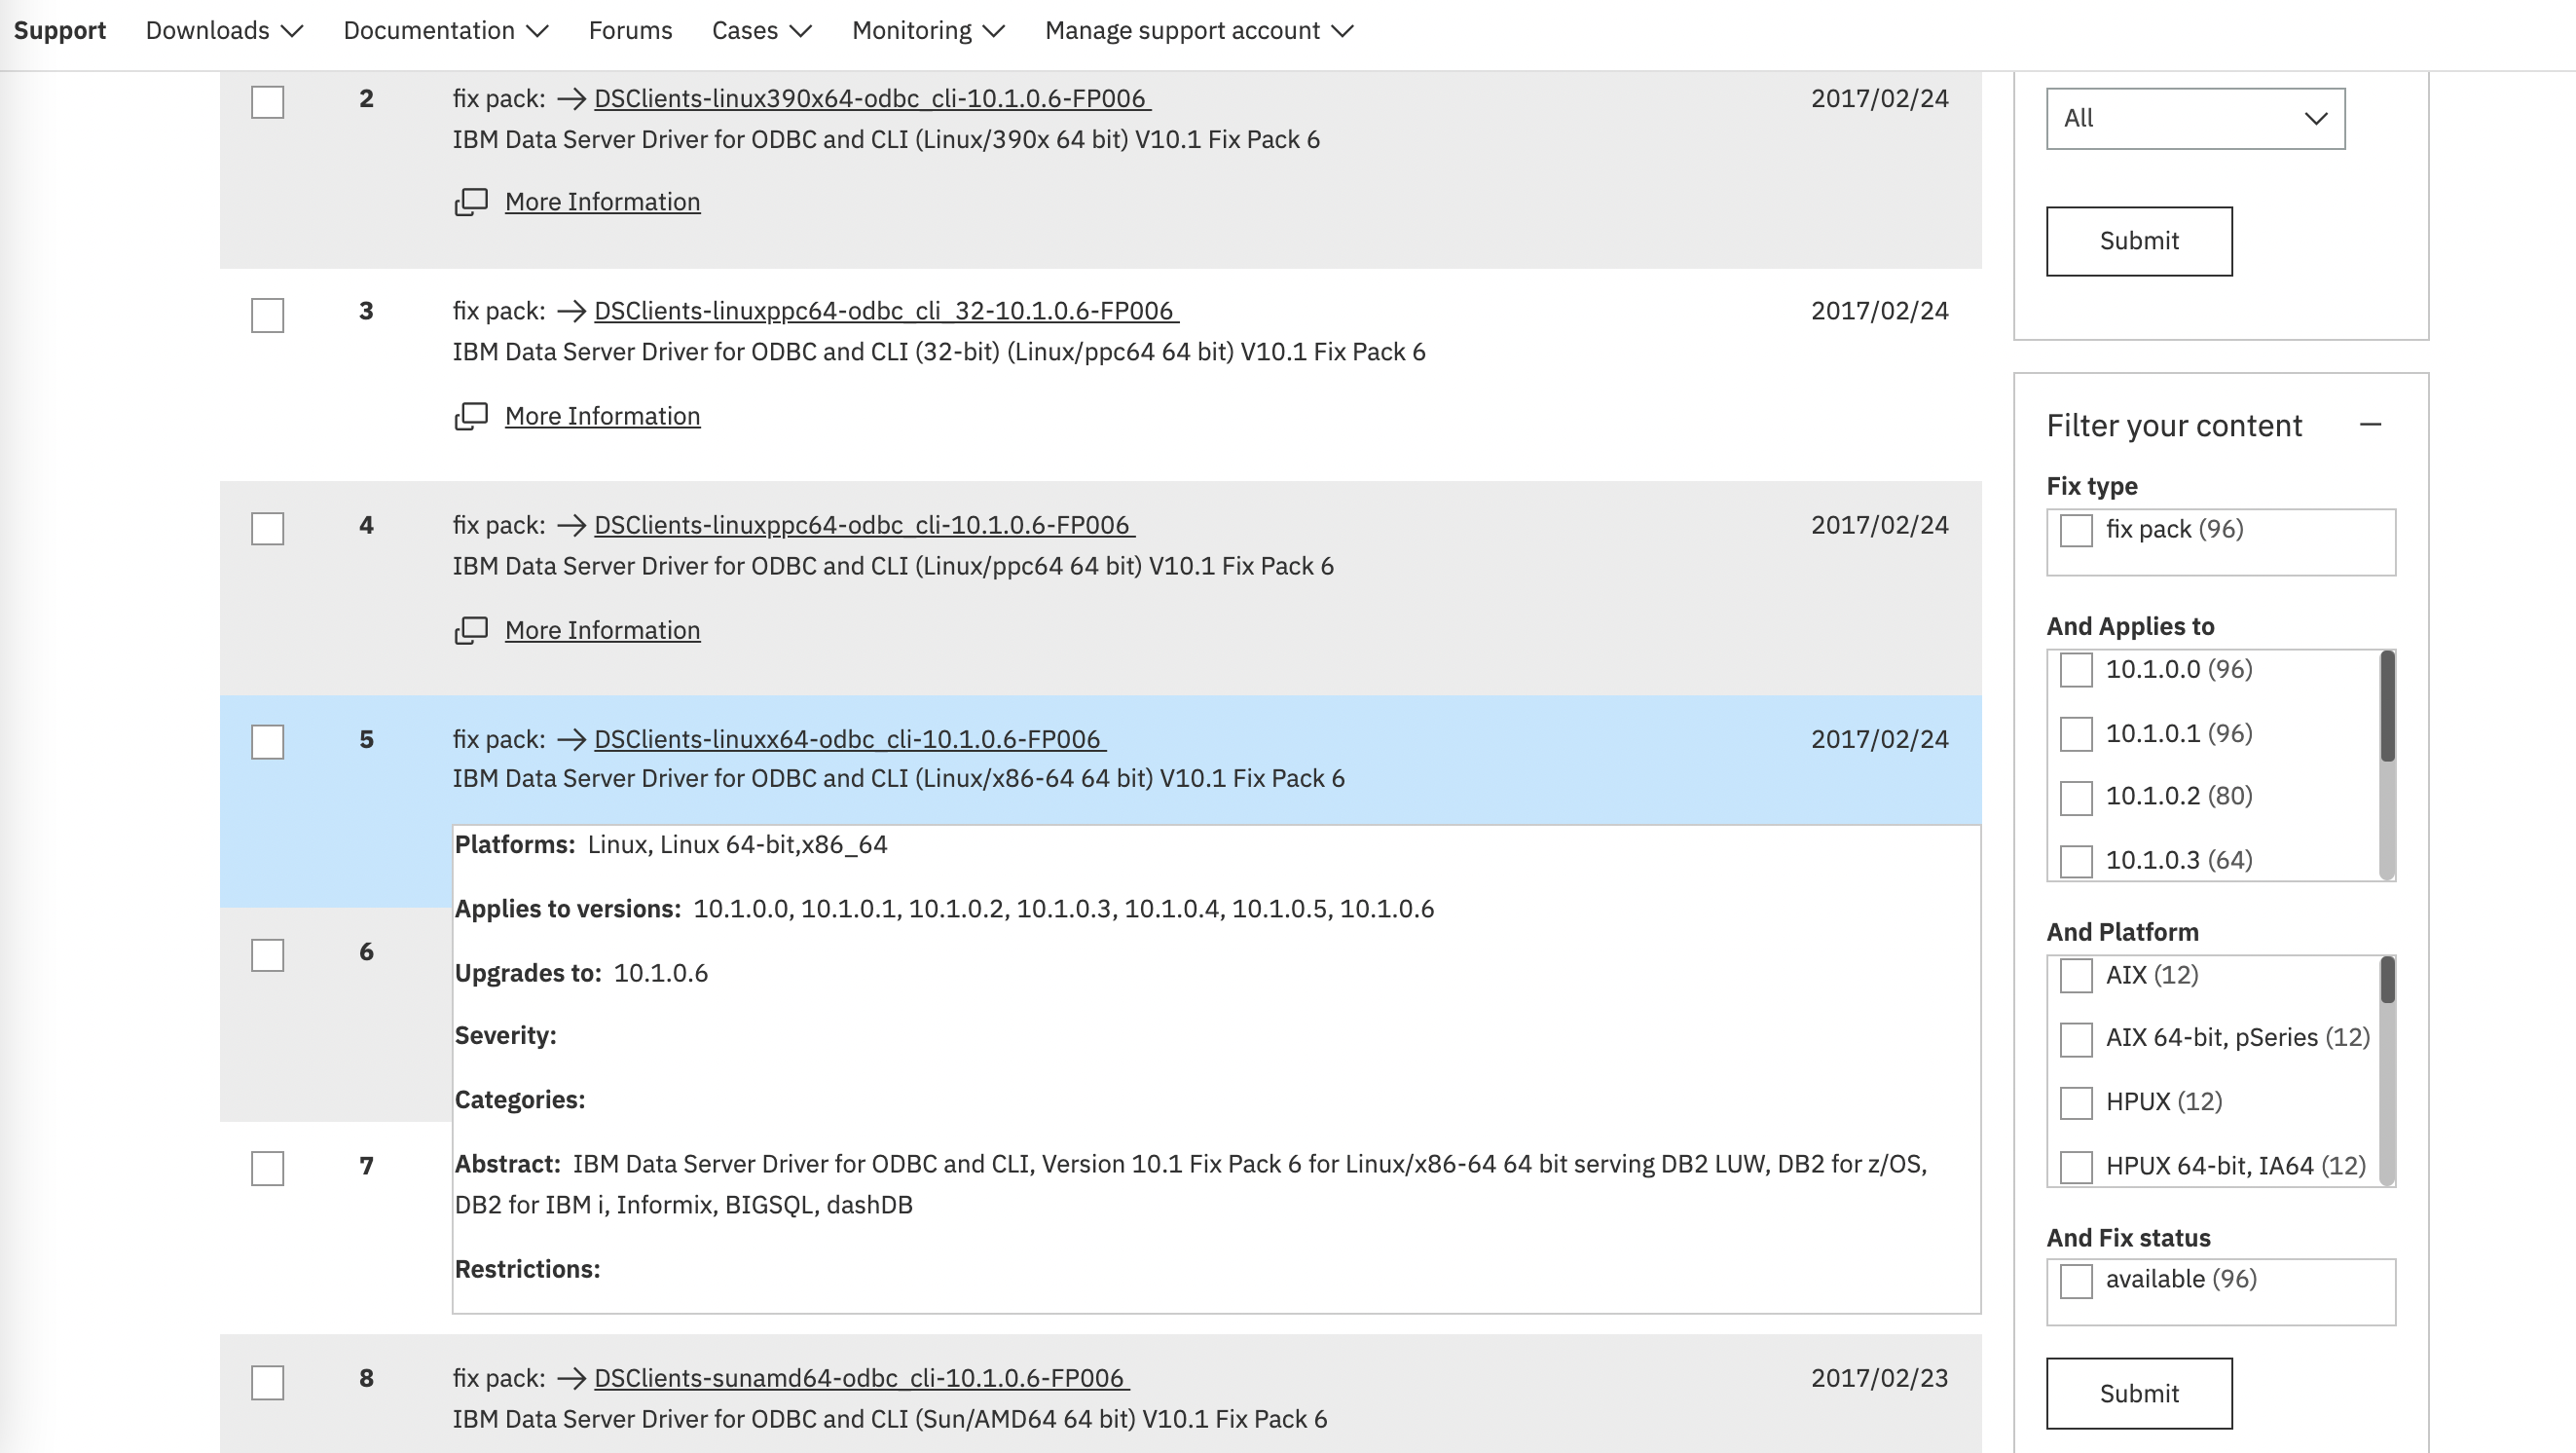 Support Downloads Documentation Forums Cases Monitoring Manage support account
2 fix pack: → DSClients-linux390x64-odbc_cli-10.1.0.6-FP006 2017/02/24
IBM Data Server Driver for ODBC and CLI (Linux/390x 64 bit) V10.1 Fix Pack 6
More Information
3 fix pack: → DSClients-linuxppc64-odbc_cli_32-10.1.0.6-FP006 2017/02/24
IBM Data Server Driver for ODBC and CLI (32-bit) (Linux/ppc64 64 bit) V10.1 Fix Pack 6
More Information
4 fix pack: → DSClients-linuxppc64-odbc_cli-10.1.0.6-FP006 2017/02/24
IBM Data Server Driver for ODBC and CLI (Linux/ppc64 64 bit) V10.1 Fix Pack 6
More Information
5 fix pack: → DSClients-linuxx64-odbc_cli-10.1.0.6-FP006 2017/02/24
IBM Data Server Driver for ODBC and CLI (Linux/x86-64 64 bit) V10.1 Fix Pack 6
Platforms: Linux, Linux 64-bit,x86_64
Applies to versions: 10.1.0.0, 10.1.0.1, 10.1.0.2, 10.1.0.3, 10.1.0.4, 10.1.0.5, 10.1.0.6
6
Upgrades to: 10.1.0.6
Severity:
Categories:
7
Abstract: IBM Data Server Driver for ODBC and CLI, Version 10.1 Fix Pack 6 for Linux/x86-64 64 bit serving DB2 LUW, DB2 for z/OS,
DB2 for IBM i, Informix, BIGSQL, dashDB
Restrictions:
8 fix pack: → DSClients-sunamd64-odbc_cli-10.1.0.6-FP006 2017/02/23
IBM Data Server Driver for ODBC and CLI (Sun/AMD64 64 bit) V10.1 Fix Pack 6
All
Submit
Filter your content
Fix type
fix pack (96)
And Applies to
10.1.0.0 (96)
10.1.0.1 (96)
10.1.0.2 (80)
10.1.0.3 (64)
And Platform
AIX (12)
AIX 64-bit, pSeries (12)
HPUX (12)
HPUX 64-bit, IA64 (12)
And Fix status
available (96)
Submit